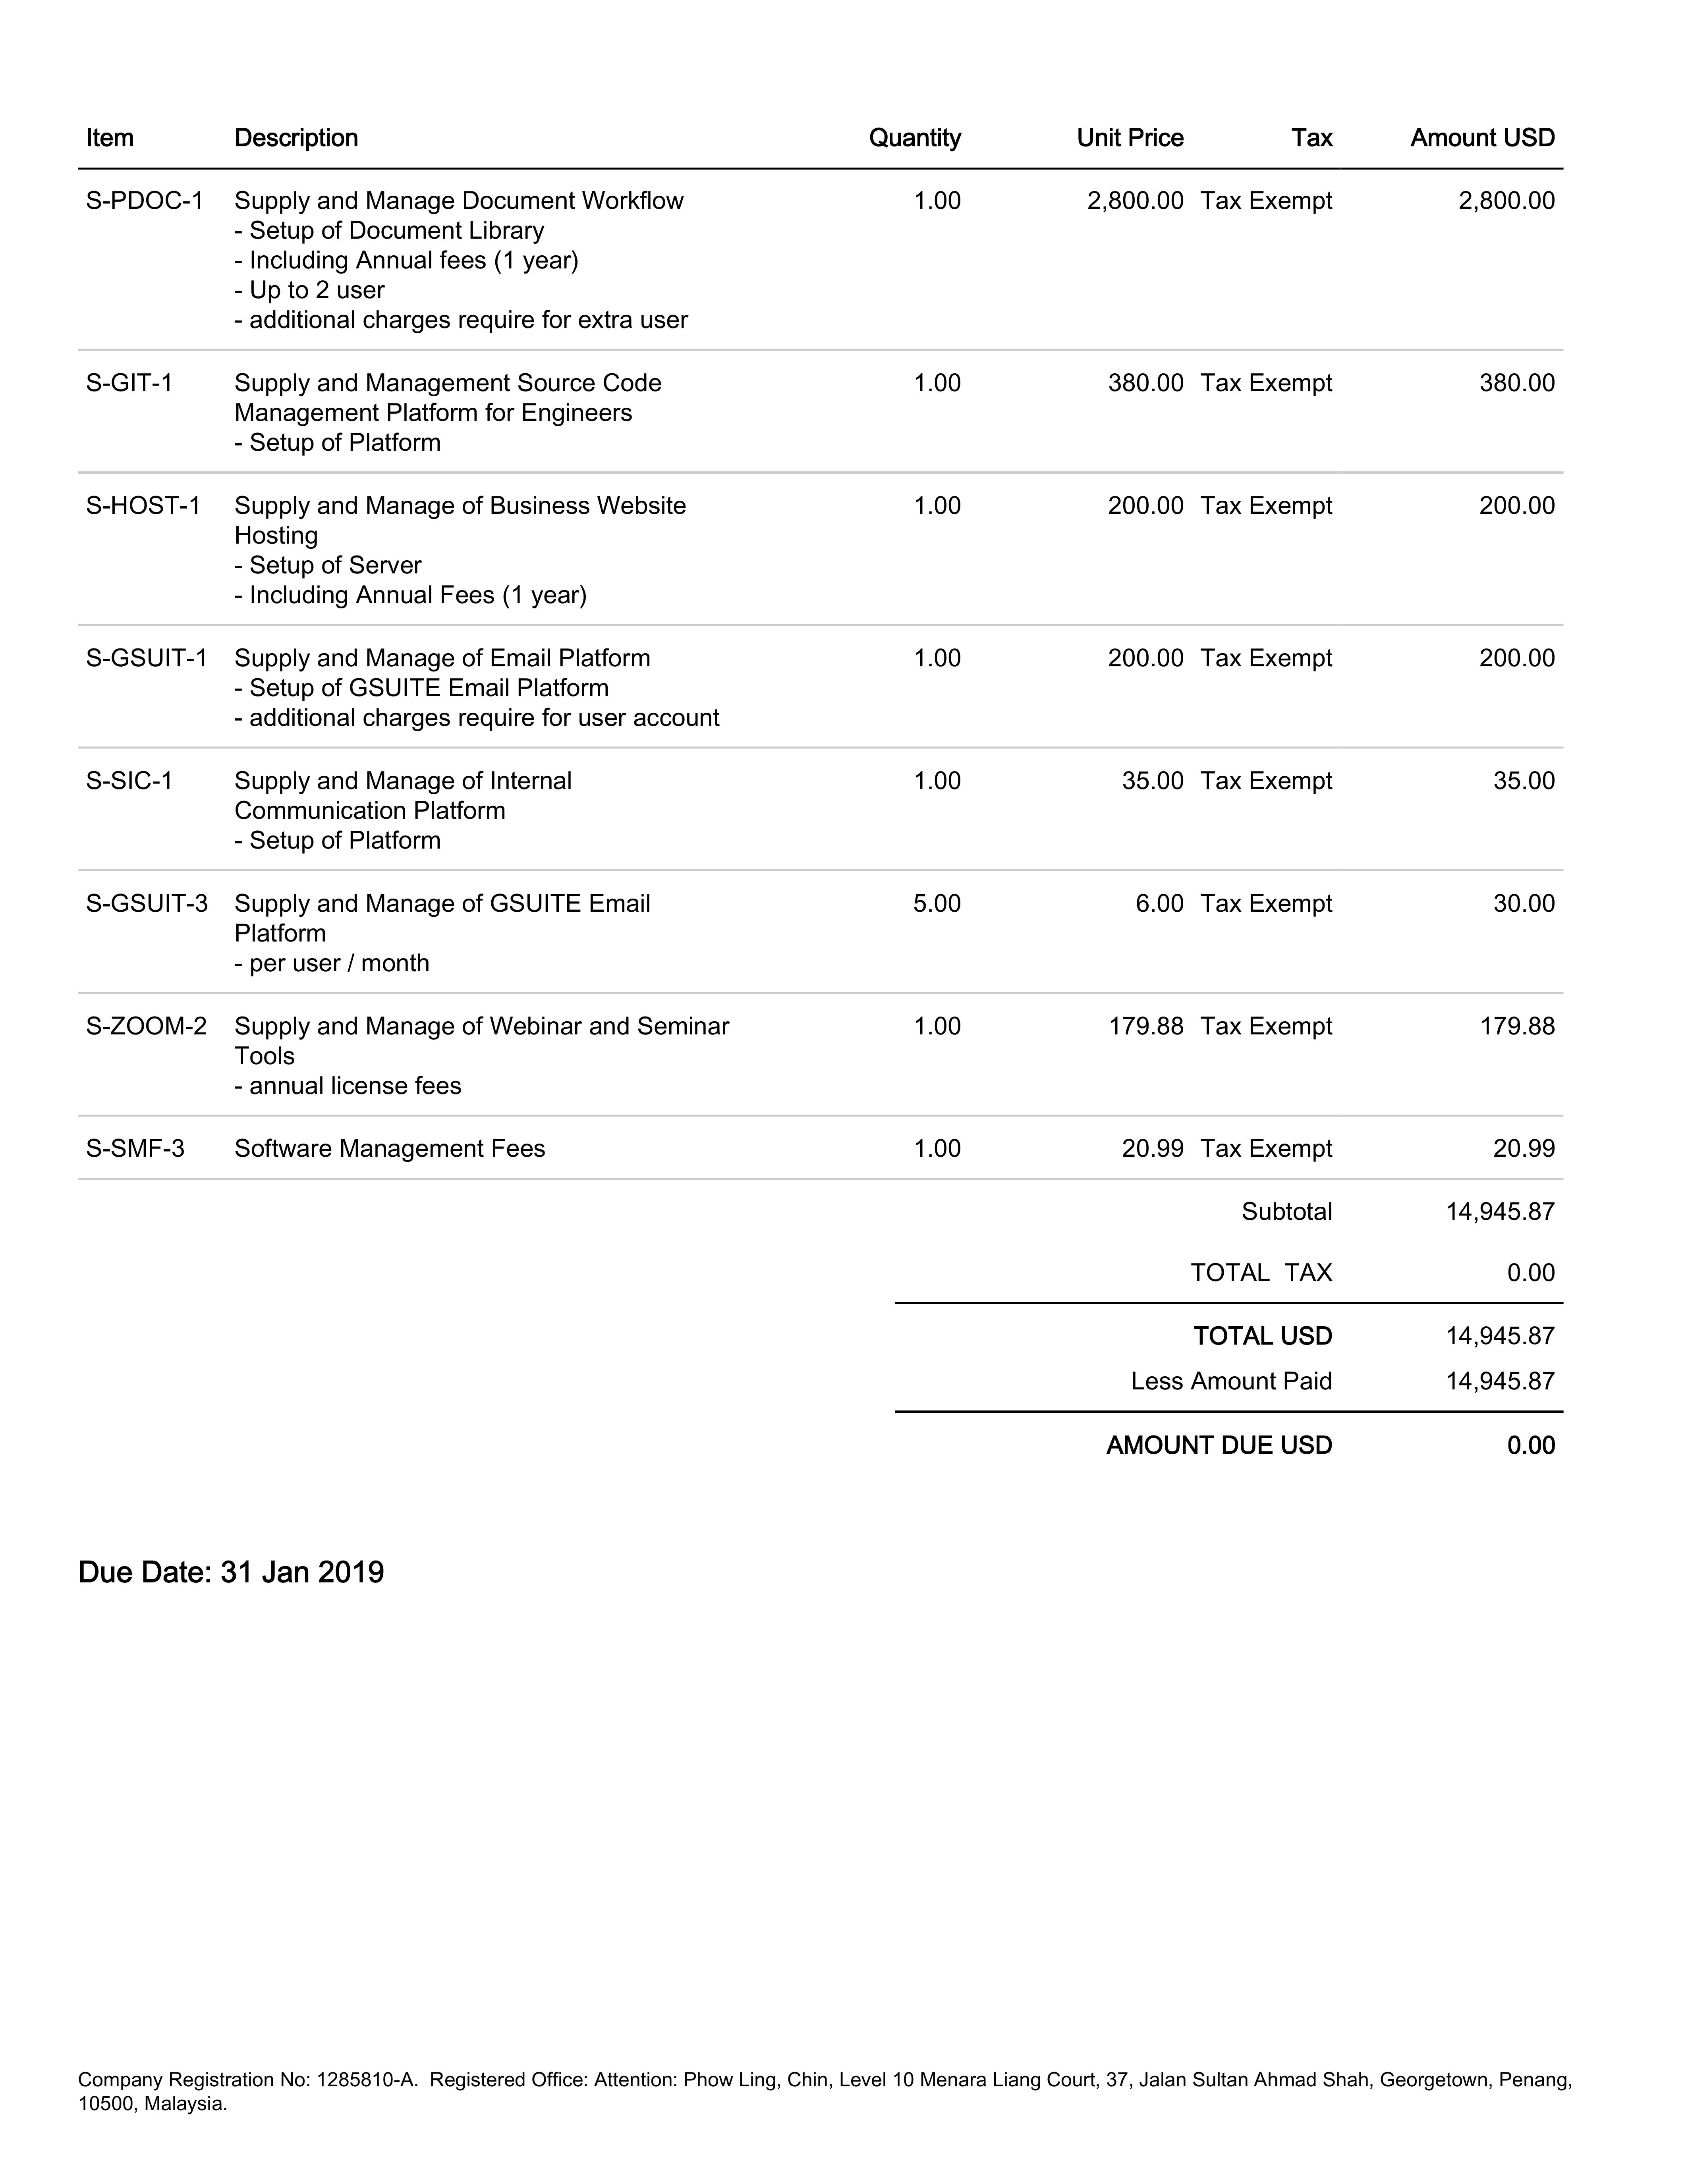 Item Description Quantity Unit Price Tax Amount USD
S-PDOC-1 Supply and Manage Document Workflow 1.00 2,800.00 Tax Exempt 2,800.00
- Setup of Document Library
- Including Annual fees (1 year)
- Up to 2 user
- additional charges require for extra user
S-GIT-1 Supply and Management Source Code 1.00 380.00 Tax Exempt 380.00
Management Platform for Engineers
- Setup of Platform
S-HOST-1 Supply and Manage of Business Website 1.00 200.00 Tax Exempt 200.00
Hosting
- Setup of Server
- Including Annual Fees (1 year)
S-GSUIT-1 Supply and Manage of Email Platform 1.00 200.00 Tax Exempt 200.00
- Setup of GSUITE Email Platform
- additional charges require for user account
S-SIC-1 Supply and Manage of Internal 1.00 35.00 Tax Exempt 35.00
Communication Platform
- Setup of Platform
S-GSUIT-3 Supply and Manage of GSUITE Email 5.00 6.00 Tax Exempt 30.00
Platform
- per user / month
S-ZOOM-2 Supply and Manage of Webinar and Seminar 1.00 179.88 Tax Exempt 179.88
Tools
- annual license fees
S-SMF-3 Software Management Fees 1.00 20.99 Tax Exempt 20.99
Subtotal 14,945.87
TOTAL TAX 0.00
TOTAL USD 14,945.87
Less Amount Paid 14,945.87
AMOUNT DUE USD 0.00
Due Date: 31 Jan 2019
Company Registration No: 1285810-A. Registered Office: Attention: Phow Ling, Chin, Level 10 Menara Liang Court, 37, Jalan Sultan Ahmad Shah, Georgetown, Penang,
10500, Malaysia.